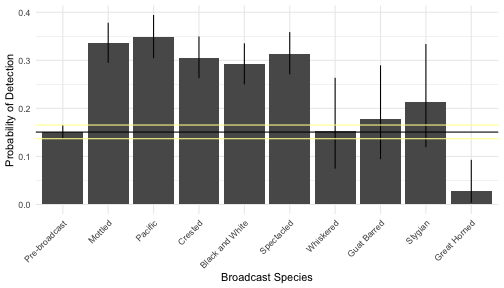 Probability of Detection
0.4
0.3
0.2
0.1
0.0
Pre-broadcast
Mottled
Pacific
Crested
Black and White
Spectacled
Whiskered
Guat Barred
Stygian
Great Horned
Broadcast Species